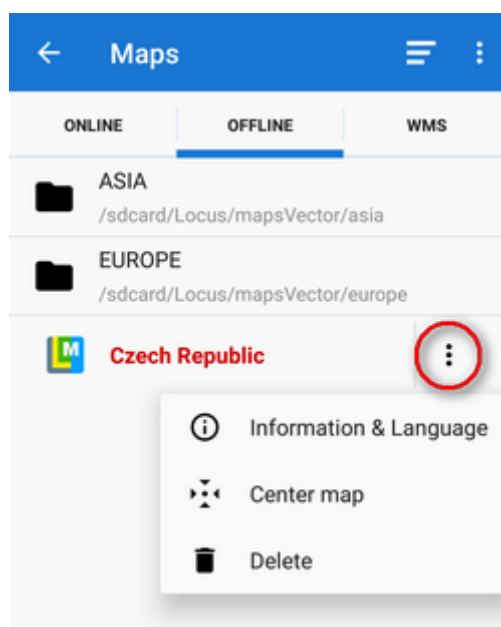 Maps
ONLINE OFFLINE WMS
ASIA
/sdcard/Locus/mapsVector/asia
EUROPE
/sdcard/Locus/mapsVector/europe
LM Czech Republic
Information & Language
Center map
Delete